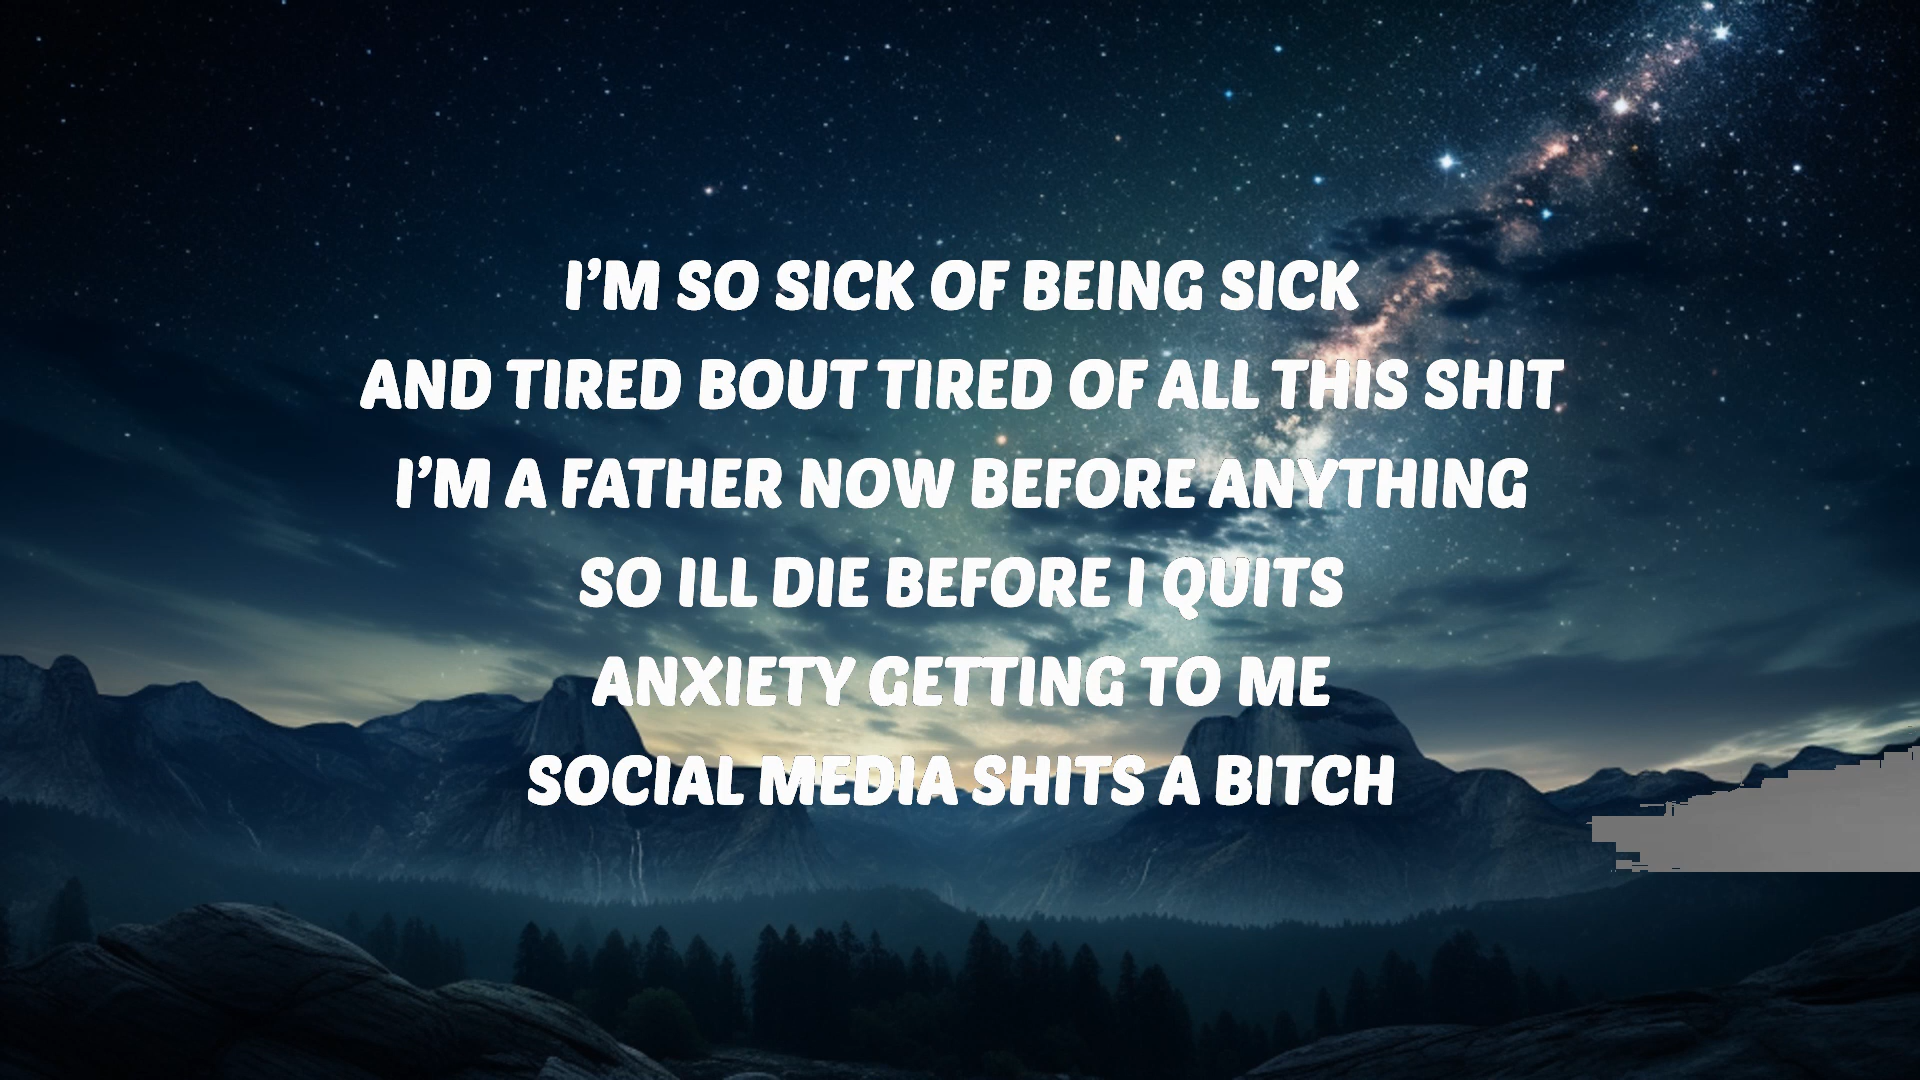 I’M SO SICK OF BEING SICK
AND TIRED BOUT TIRED OF ALL THIS SHIT
I’M A FATHER NOW BEFORE ANYTHING
SO ILL DIE BEFORE I QUITS
ANXIETY GETTING TO ME
SOCIAL MEDIA SHITS A BITCH